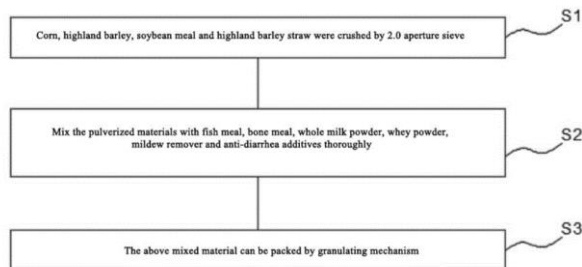 S1
Corn, highland barley, soybean meal and highland barley straw were crushed by 2.0 aperture sieve
Mix the pulverized materials with fish meal, bone meal, whole milk powder, whey powder,
mildew remover and anti-diarrhea additives thoroughly
S2
The above mixed material can be packed by granulating mechanism
S3